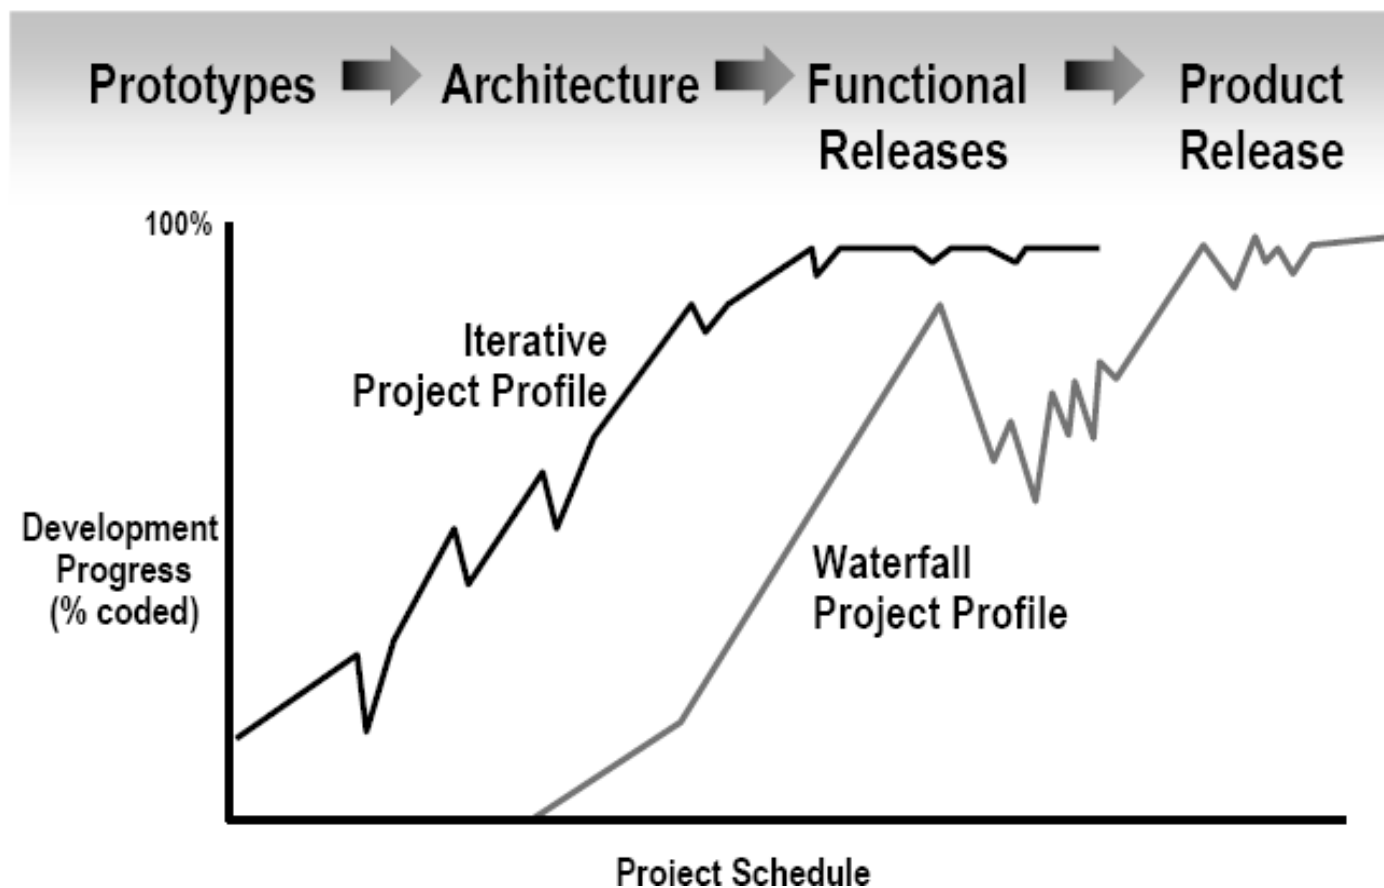 Prototypes Architecture Functional Product
Releases Release
100%
Iterative
Project Profile
Development
Progress
(% coded)
Waterfall
Project Profile
Project Schedule